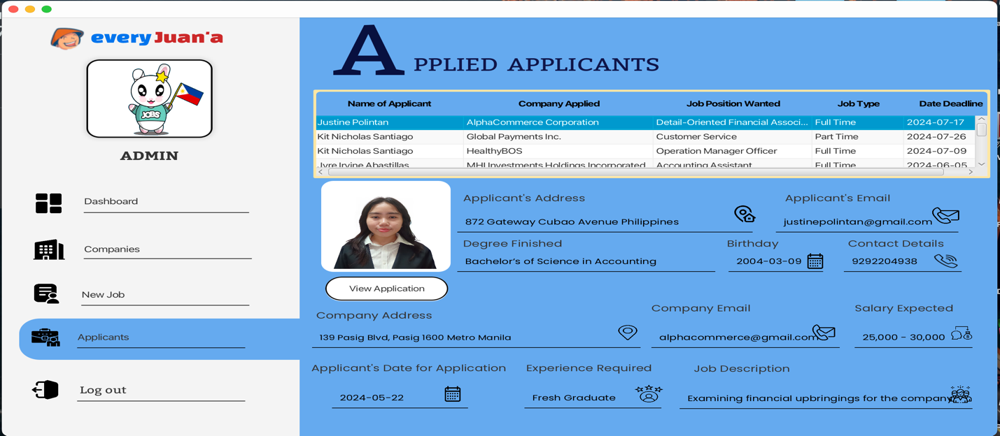 everyJuan'a
JOBS
ADMIN
Dashboard
Companies
New Job
Applicants
Log out
APPLIED APPLICANTS
Name of Applicant Company Applied Job Position Wanted Job Type Date Deadline
Justine Polintan AlphaCommerce Corporation Detail-Oriented Financial Associ... Full Time 2024-07-17
Kit Nicholas Santiago Global Payments Inc. Customer Service Part Time 2024-07-26
Kit Nicholas Santiago HealthyBOS Operation Manager Officer Full Time 2024-07-09
Jyre Irvine Abastillas MHI Investments Holdings Incorporated Accounting Assistant Full Time 2024-06-05
Applicant's Address Applicant's Email
872 Gateway Cubao Avenue Philippines justinepolintan@gmail.com
Degree Finished Birthday Contact Details
Bachelor's of Science in Accounting 2004-03-09 9292204938
View Application
Company Address Company Email Salary Expected
139 Pasig Blvd, Pasig 1600 Metro Manila alphacommerce@gmail.com 25,000 - 30,000
Applicant's Date for Application Experience Required Job Description
2024-05-22 Fresh Graduate Examining financial upbringings for the company